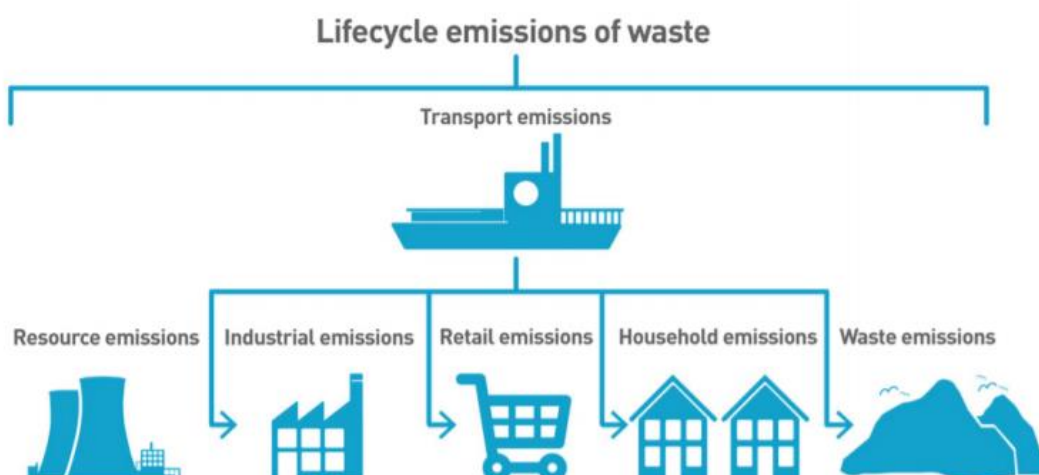 Lifecycle emissions of waste
Transport emissions
Resource emissions
Industrial emissions
Retail emissions
Household emissions
Waste emissions